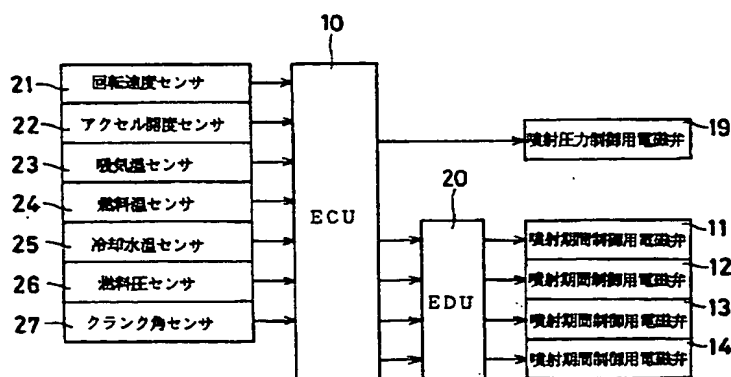 10
21
回転速度センサ
22
アクセル開度センサ
23
吸気温センサ
24
燃料温センサ
25
冷却水温センサ
26
燃料圧センサ
27
クランク角センサ
ECU
20
EDU
19
噴射圧力制御用電磁弁
11
噴射期間制御用電磁弁
12
噴射期間制御用電磁弁
13
噴射期間制御用電磁弁
14
噴射期間制御用電磁弁